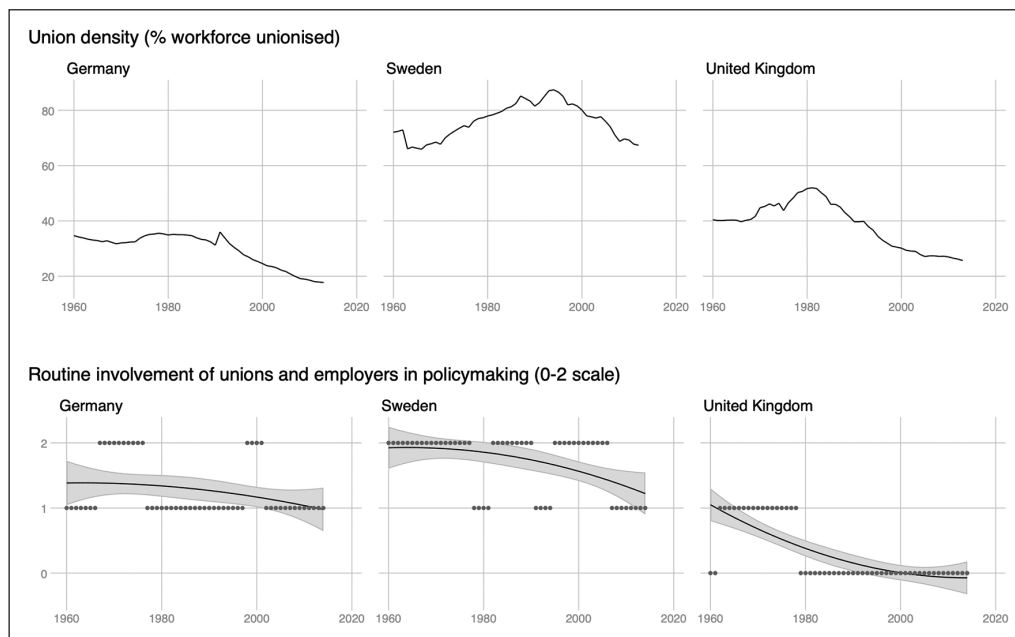 Union density (% workforce unionised)
Germany Sweden United Kingdom
80
60
40
20
1960 1980 2000 2020 1960 1980 2000 2020 1960 1980 2000 2020
Routine involvement of unions and employers in policymaking (0-2 scale)
Germany Sweden United Kingdom
2
1
0
1960 1980 2000 2020 1960 1980 2000 2020 1960 1980 2000 2020